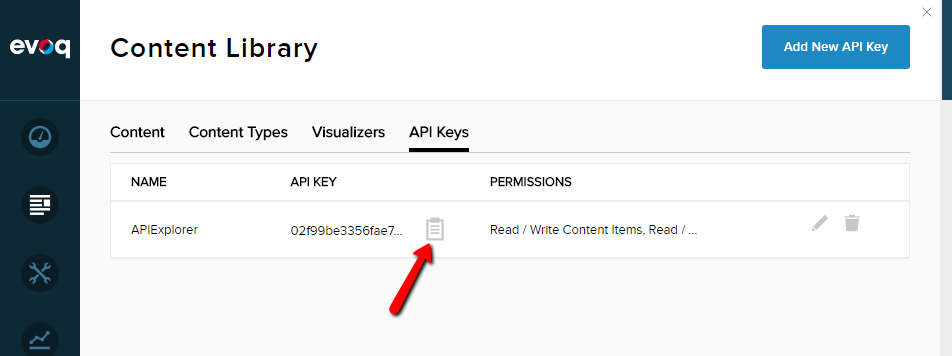 evoq
Content Library
Add New API Key
Content Content Types Visualizers API Keys
NAME API KEY PERMISSIONS
APIExplorer 02f99be3356fae7... Read / Write Content Items, Read / ...